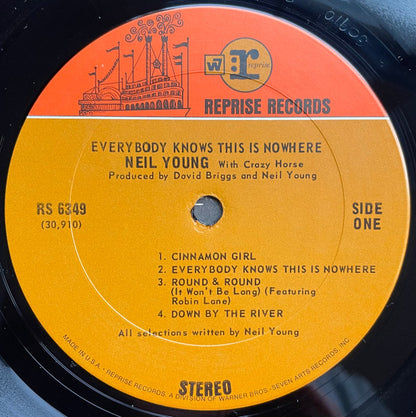 W7 r: reprise
REPRISE RECORDS
EVERYBODY KNOWS THIS IS NOWHERE
NEIL YOUNG With Crazy Horse
Produced by David Briggs and Neil Young
RS 6349
(30,910)
SIDE
ONE
1. CINNAMON GIRL
2. EVERYBODY KNOWS THIS IS NOWHERE
3. ROUND & ROUND
(It Won't Be Long) (Featuring
Robin Lane)
4. DOWN BY THE RIVER
All selections written by Neil Young
STEREO
MADE IN U.S.A. • REPRISE RECORDS, A DIVISION OF WARNER BROS.-SEVEN ARTS RECORDS, INC.